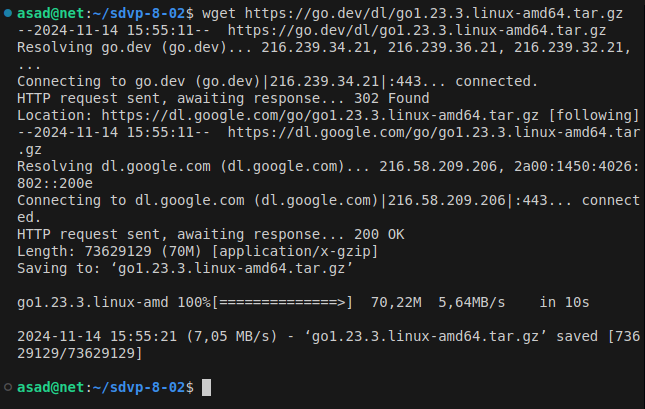 asad@net:~/sdvp-8-02$ wget https://go.dev/dl/go1.23.3.linux-amd64.tar.gz
--2024-11-14 15:55:11--  https://go.dev/dl/go1.23.3.linux-amd64.tar.gz
Resolving go.dev (go.dev)... 216.239.34.21, 216.239.36.21, 216.239.32.21,
...
Connecting to go.dev (go.dev)|216.239.34.21|:443... connected.
HTTP request sent, awaiting response... 302 Found
Location: https://dl.google.com/go/go1.23.3.linux-amd64.tar.gz [following]
--2024-11-14 15:55:11--  https://dl.google.com/go/go1.23.3.linux-amd64.tar
.gz
Resolving dl.google.com (dl.google.com)... 216.58.209.206, 2a00:1450:4026:
802::200e
Connecting to dl.google.com (dl.google.com)|216.58.209.206|:443... connect
ed.
HTTP request sent, awaiting response... 200 OK
Length: 73629129 (70M) [application/x-gzip]
Saving to: ‘go1.23.3.linux-amd64.tar.gz’
go1.23.3.linux-amd 100%[==============>]  70,22M  5,64MB/s    in 10s
2024-11-14 15:55:21 (7,05 MB/s) - ‘go1.23.3.linux-amd64.tar.gz’ saved [736
29129/73629129]
asad@net:~/sdvp-8-02$